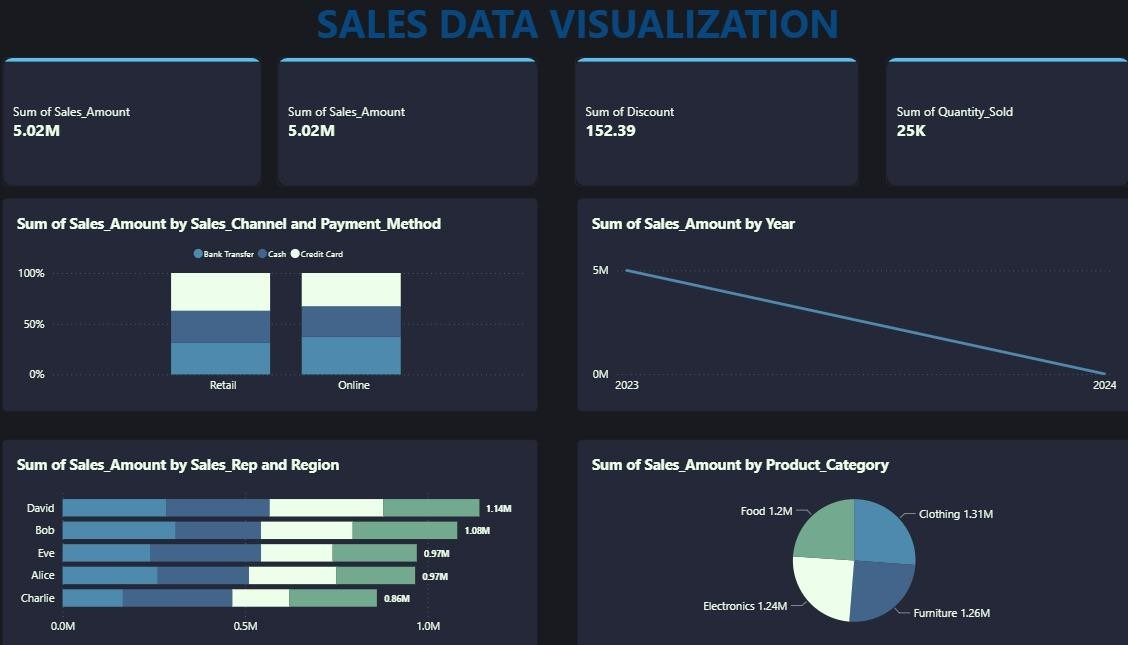 SALES DATA VISUALIZATION
Sum of Sales_Amount
5.02M
Sum of Sales_Amount
5.02M
Sum of Discount
152.39
Sum of Quantity_Sold
25K
Sum of Sales_Amount by Sales_Channel and Payment_Method
Bank Transfer Cash Credit Card
100%
50%
0%
Retail Online
Sum of Sales_Amount by Year
5M
0M
2023 2024
Sum of Sales_Amount by Sales_Rep and Region
David 1.14M
Bob 1.08M
Eve 0.97M
Alice 0.97M
Charlie 0.86M
0.0M 0.5M 1.0M
Sum of Sales_Amount by Product_Category
Food 1.2M
Clothing 1.31M
Electronics 1.24M
Furniture 1.26M